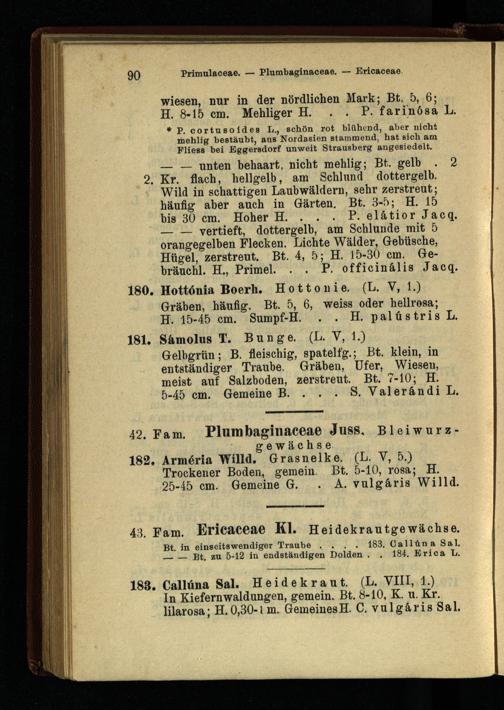 90 Primulaceae. — Plumbaginaceae. — Ericaceae
wiesen, nur in der nördlichen Mark; Bt. 5, 6;
H. 8-15 cm. Mehliger H. . . P. farinósa L.
* P. cortusoídes L., schön rot blühend, aber nicht
mehlig bestäubt, aus Nordasien stammend, hat sich am
Fliess bei Eggersdorf unweit Strausberg angesiedelt.
— — unten behaart, nicht mehlig; Bt. gelb . 2
2. Kr. flach, hellgelb, am Schlund dottergelb.
Wild in schattigen Laubwäldern, sehr zerstreut;
häufig aber auch in Gärten. Bt. 3-5; H. 15
bis 30 cm. Hoher H. . . . P. elátior Jacq.
— — vertieft, dottergelb, am Schlunde mit 5
orangegelben Flecken. Lichte Wälder, Gebüsche,
Hügel, zerstreut. Bt. 4, 5; H. 15-30 cm. Ge-
bräuchl. H., Primel. . . P. officinális Jacq.
180. Hottónia Boerh. Hottonie. (L. V, 1.)
Gräben, häufig. Bt. 5, 6, weiss oder hellrosa;
H. 15-45 cm. Sumpf-H. . . H. palústris L.
181. Sámolus T. Bunge. (L. V, 1.)
Gelbgrün; B. fleischig, spatelfg.; Bt. klein, in
entständiger Traube. Gräben, Ufer, Wiesen,
meist auf Salzboden, zerstreut. Bt. 7-10; H.
5-45 cm. Gemeine B. . . . S. Valerándi L.
42. Fam. Plumbaginaceae Juss. Bleiwurz-
gewächse
182. Arméria Willd. Grasnelke. (L. V, 5.)
Trockener Boden, gemein. Bt. 5-10, rosa; H.
25-45 cm. Gemeine G. . A. vulgáris Willd.
43. Fam. Ericaceae Kl. Heidekrautgewächse.
Bt. in einseitswendiger Traube . . . . 183. Callúna Sal.
— — Bt. zu 5-12 in endständigen Dolden . . 184. Eríca L.
183. Callúna Sal. Heidekraut. (L. VIII, 1.)
In Kiefernwaldungen, gemein. Bt. 8-10, K. u. Kr.
lilarosa; H. 0,30-1 m. Gemeines H. C. vulgáris Sal.